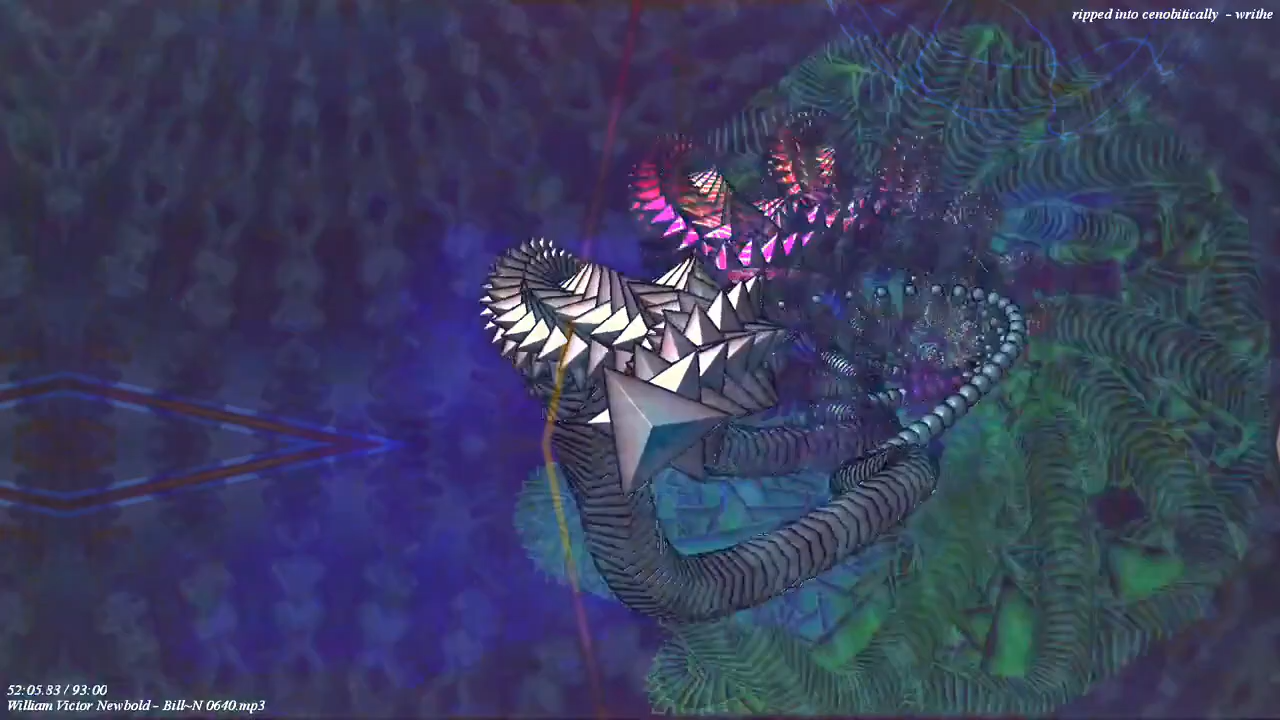 ripped into cenobitically - writhe
52:05.83 / 93:00
William Victor Newbold - Bill~N 0640.mp3